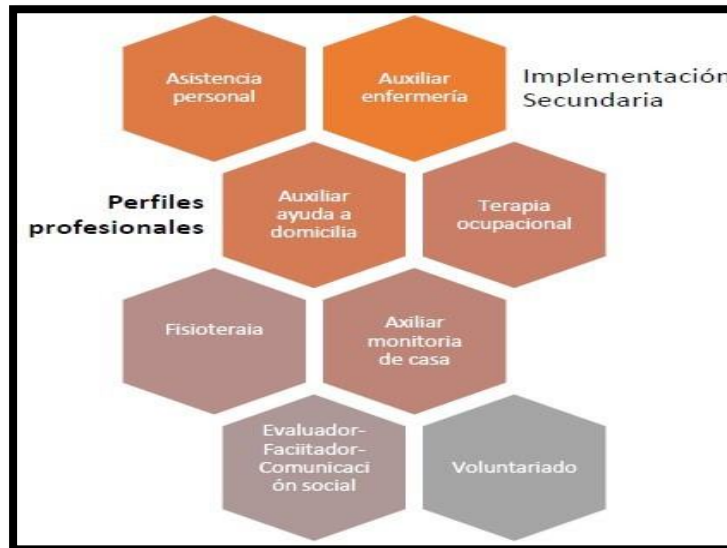 Asistencia
personal
Auxiliar
enfermería
Implementación
Secundaria
Perfiles
profesionales
Auxiliar
ayuda a
domicilia
Terapia
ocupacional
Fisioteraia
Axiliar
monitoria
de casa
Evaluador-
Faciitador-
Comunicaci
ón social
Voluntariado